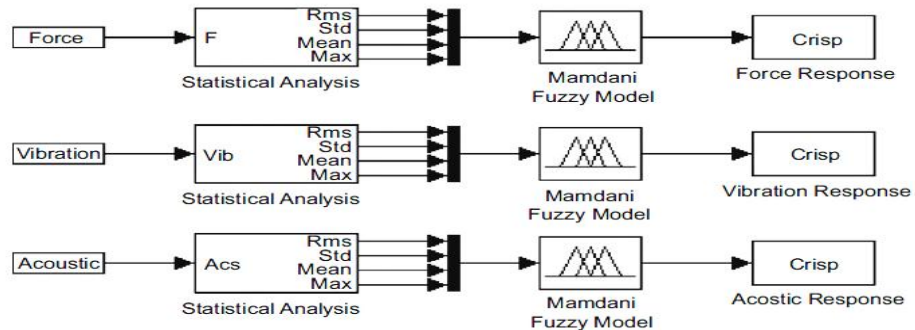 Force
F
Rms
Std
Mean
Max
Statistical Analysis
Mamdani
Fuzzy Model
Crisp
Force Response
Vibration
Vib
Rms
Std
Mean
Max
Statistical Analysis
Mamdani
Fuzzy Model
Crisp
Vibration Response
Acoustic
Acs
Rms
Std
Mean
Max
Statistical Analysis
Mamdani
Fuzzy Model
Crisp
Acostic Response